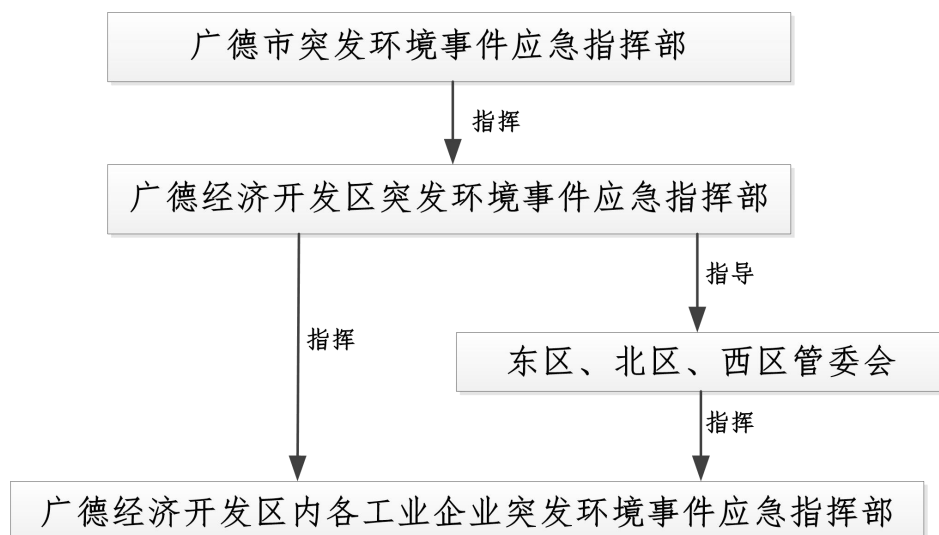 广德市突发环境事件应急指挥部
指挥
广德经济开发区突发环境事件应急指挥部
指导
指挥
东区、北区、西区管委会
指挥
广德经济开发区内各工业企业突发环境事件应急指挥部